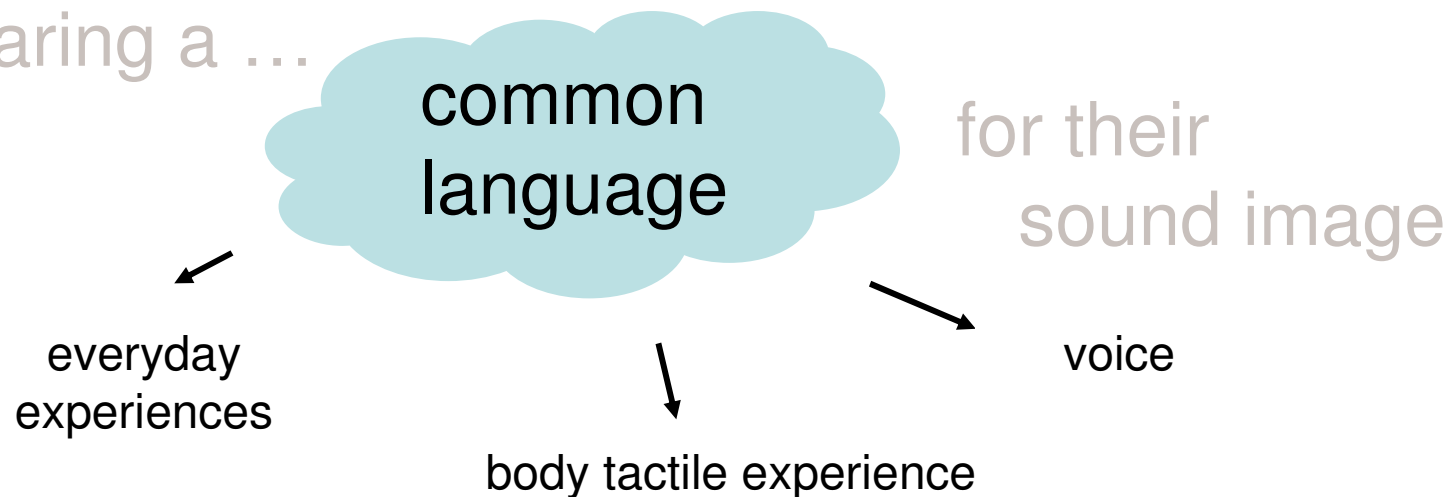 aring a …
common
language
for their
sound image
everyday
experiences
voice
body tactile experience